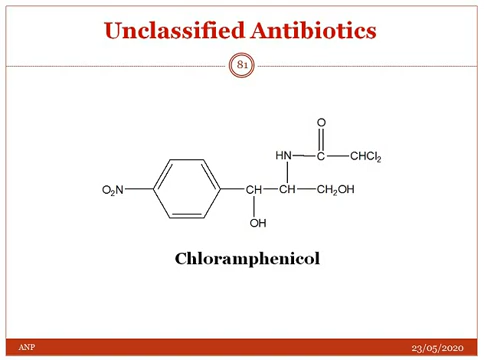 Unclassified Antibiotics
81
O
HN C CHCl₂
O₂N CH CH CH₂OH
OH
Chloramphenicol
ANP 23/05/2020